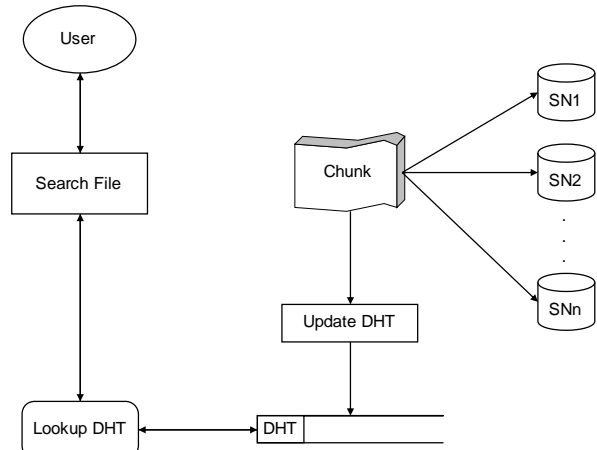 User
SN1
Chunk
SN2
Search File
.
.
.
SNn
Update DHT
Lookup DHT
DHT